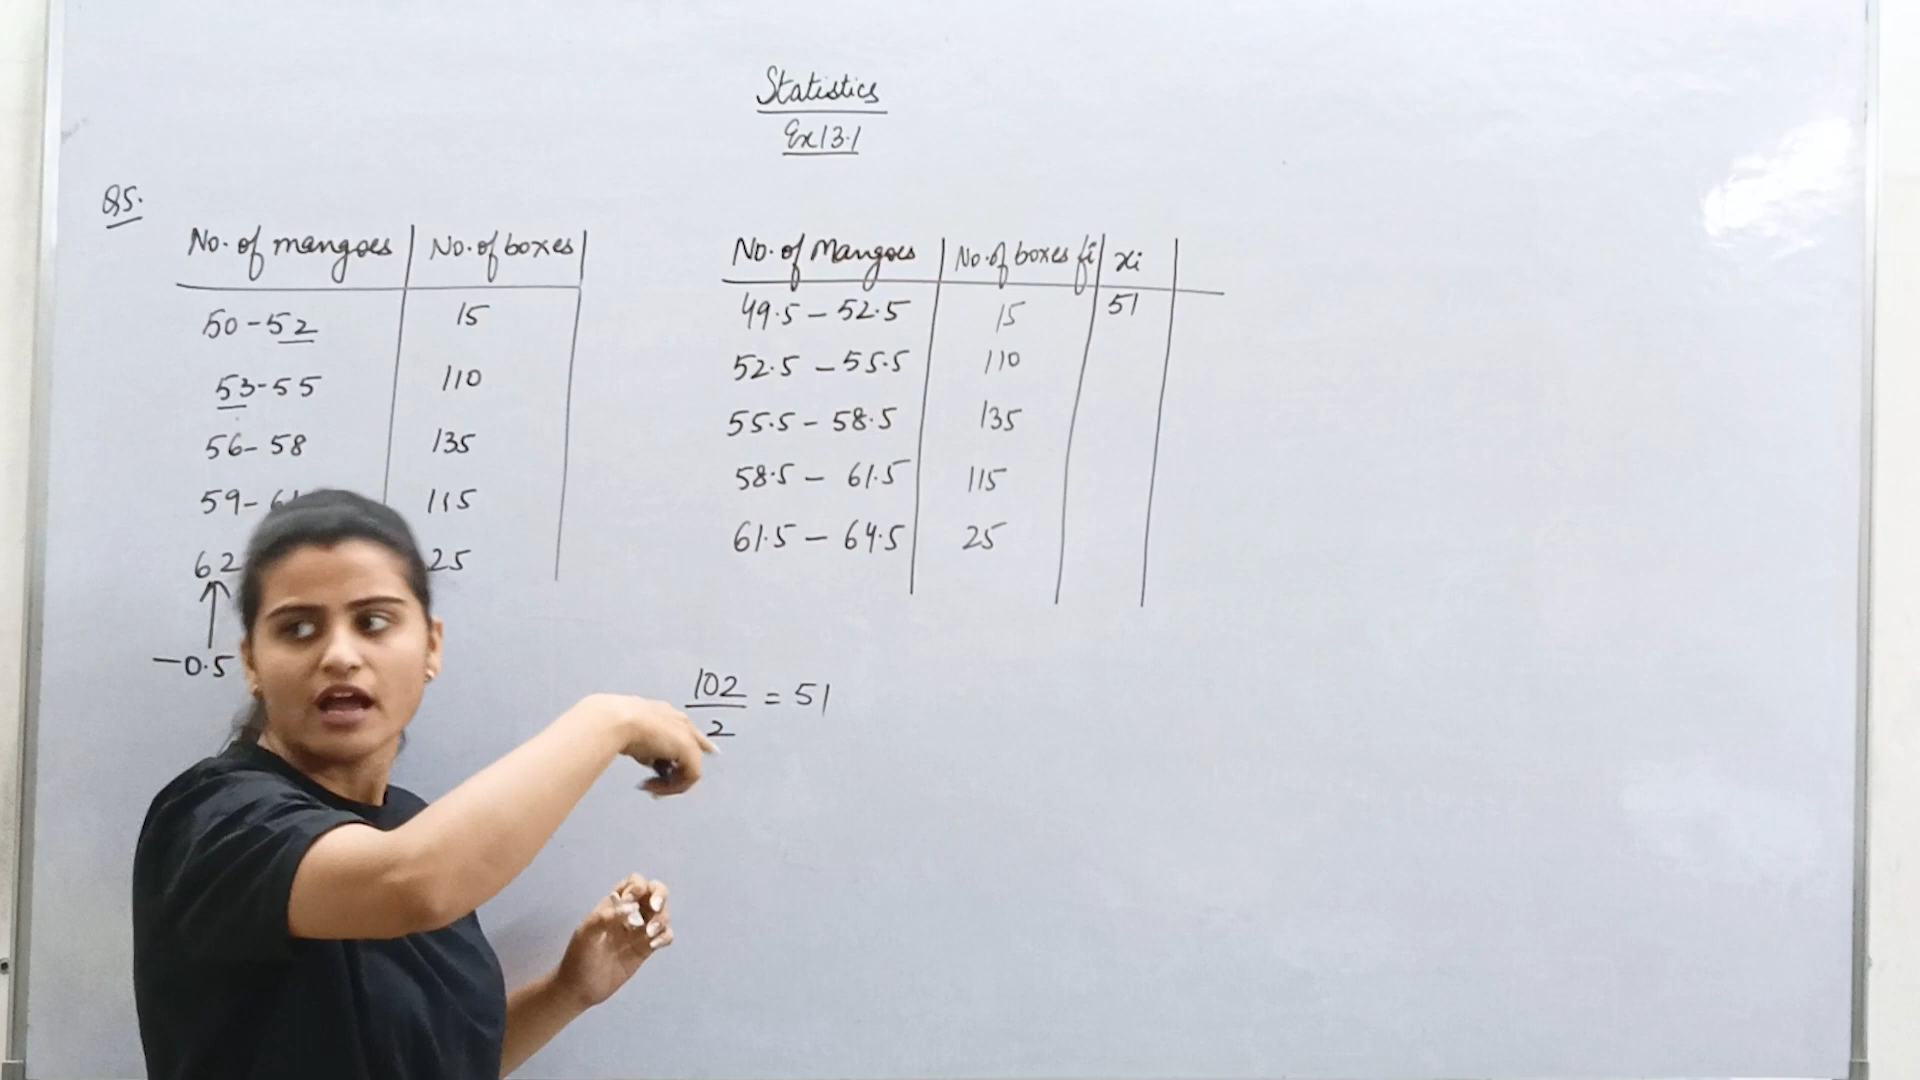 Statistics
Ex 13.1
Q5.
No. of mangoes No. of boxes
50-52 15
53-55 110
56-58 135
59-6 115
62 25
-0.5
No. of Mangoes No. of boxes fi xi
49.5 - 52.5 15 51
52.5 - 55.5 110
55.5 - 58.5 135
58.5 - 61.5 115
61.5 - 64.5 25
102/2 = 51